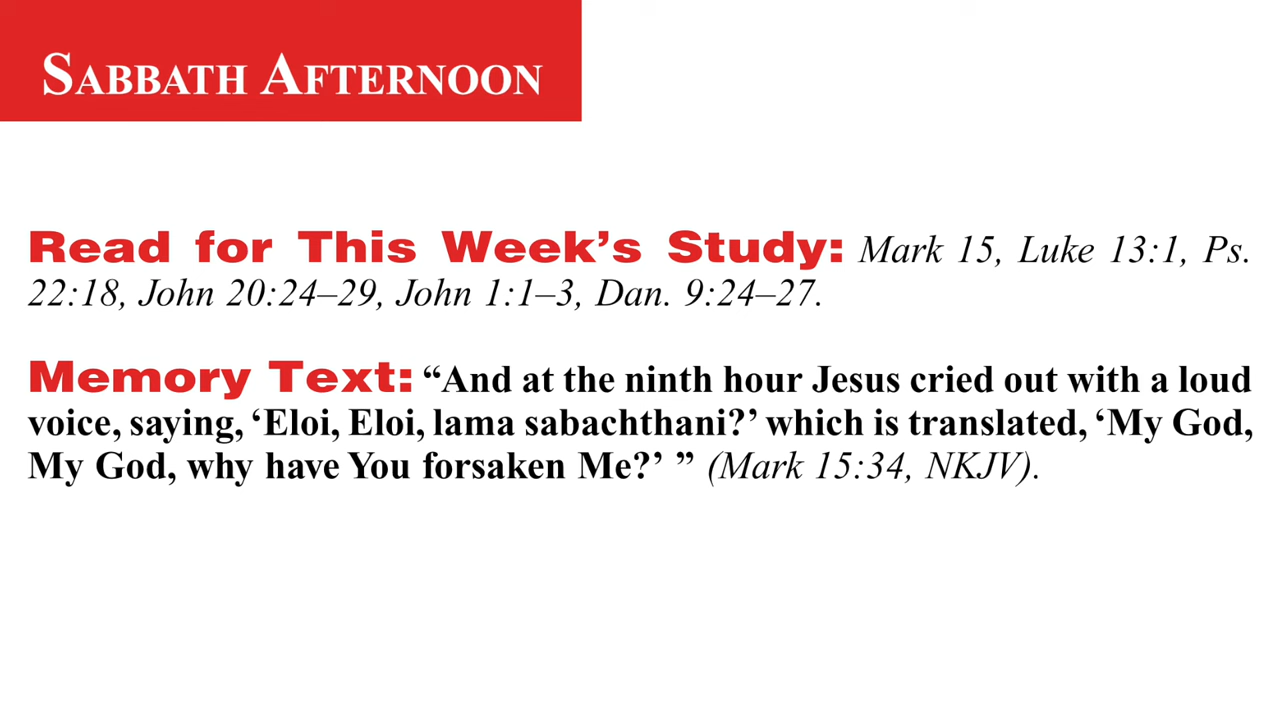 SABBATH AFTERNOON
Read for This Week’s Study: Mark 15, Luke 13:1, Ps.
22:18, John 20:24–29, John 1:1–3, Dan. 9:24–27.
Memory Text: “And at the ninth hour Jesus cried out with a loud
voice, saying, ‘Eloi, Eloi, lama sabachthani?’ which is translated, ‘My God,
My God, why have You forsaken Me?’ ” (Mark 15:34, NKJV).